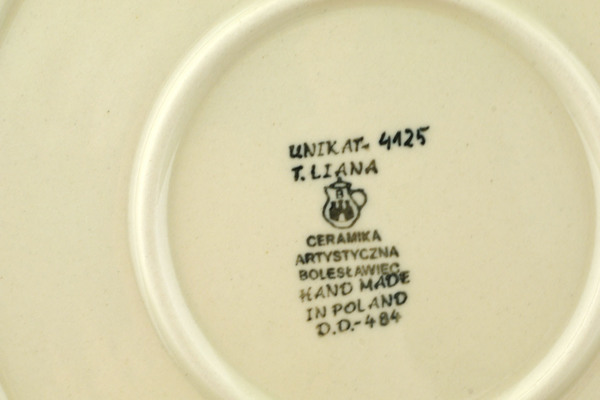 UNIKAT- 4125
T. LIANA
CERAMIKA
ARTYSTYCZNA
BOLESŁAWIEC
HAND MADE
IN POLAND
D.D.-484